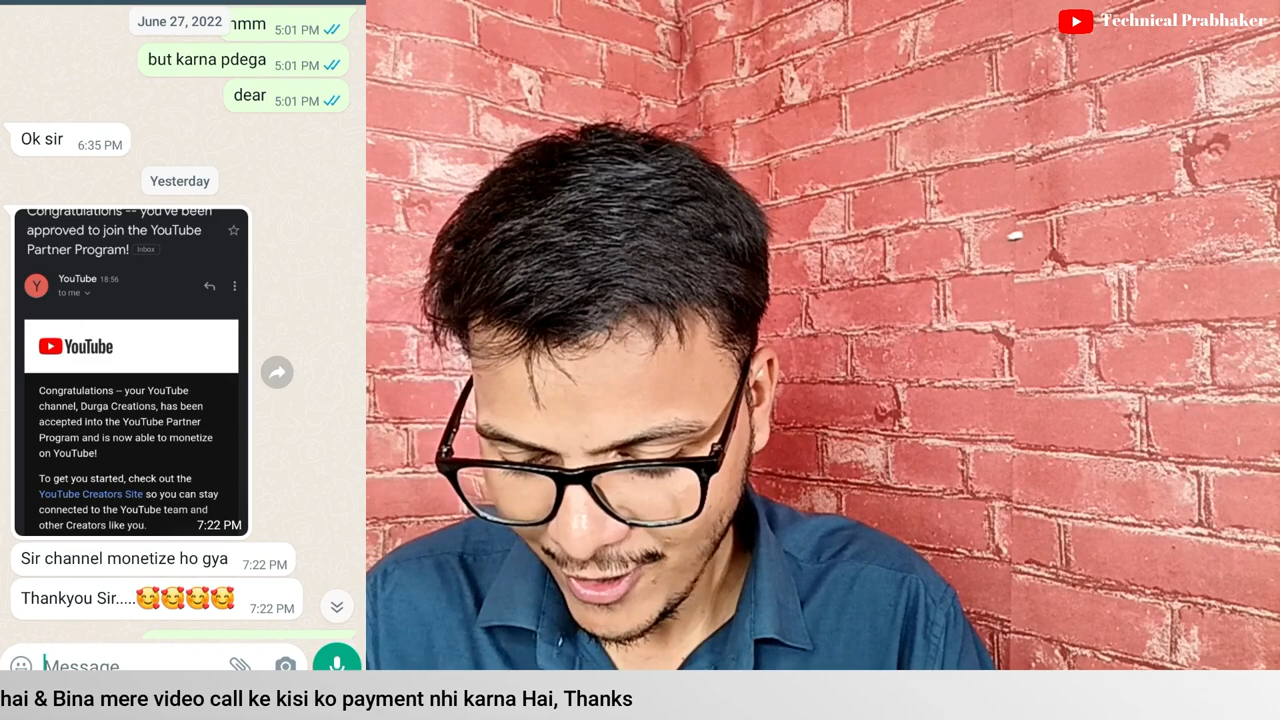 June 27, 2022
hmm 5:01 PM
but karna pdega 5:01 PM
dear 5:01 PM
Ok sir 6:35 PM
Yesterday
Congratulations -- you've been
approved to join the YouTube
Partner Program! Inbox
Y YouTube 18:56
to me
YouTube
Congratulations – your YouTube
channel, Durga Creations, has been
accepted into the YouTube Partner
Program and is now able to monetize
on YouTube!
To get you started, check out the
YouTube Creators Site so you can stay
connected to the YouTube team and
other Creators like you. 7:22 PM
Sir channel monetize ho gya 7:22 PM
Thankyou Sir.....🥰🥰🥰🥰 7:22 PM
Message
Technical Prabhaker
hai & Bina mere video call ke kisi ko payment nhi karna Hai, Thanks